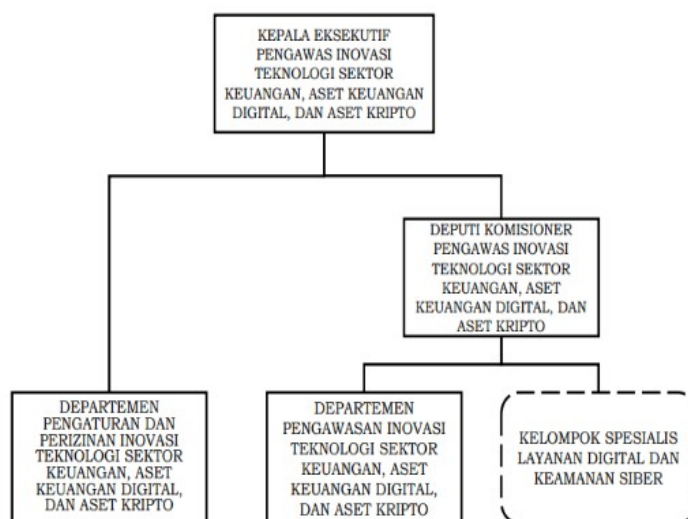 KEPALA EKSEKUTIF
PENGAWAS INOVASI
TEKNOLOGI SEKTOR
KEUANGAN, ASET KEUANGAN
DIGITAL, DAN ASET KRIPTO
DEPUTI KOMISIONER
PENGAWAS INOVASI
TEKNOLOGI SEKTOR
KEUANGAN, ASET
KEUANGAN DIGITAL, DAN
ASET KRIPTO
DEPARTEMEN
PENGATURAN DAN
PERIZINAN INOVASI
TEKNOLOGI SEKTOR
KEUANGAN, ASET
KEUANGAN DIGITAL,
DAN ASET KRIPTO
DEPARTEMEN
PENGAWASAN INOVASI
TEKNOLOGI SEKTOR
KEUANGAN, ASET
KEUANGAN DIGITAL,
DAN ASET KRIPTO
KELOMPOK SPESIALIS
LAYANAN DIGITAL DAN
KEAMANAN SIBER